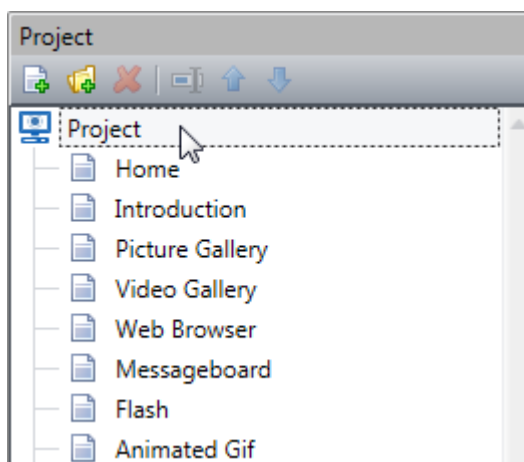 Project
Project
Home
Introduction
Picture Gallery
Video Gallery
Web Browser
Messageboard
Flash
Animated Gif